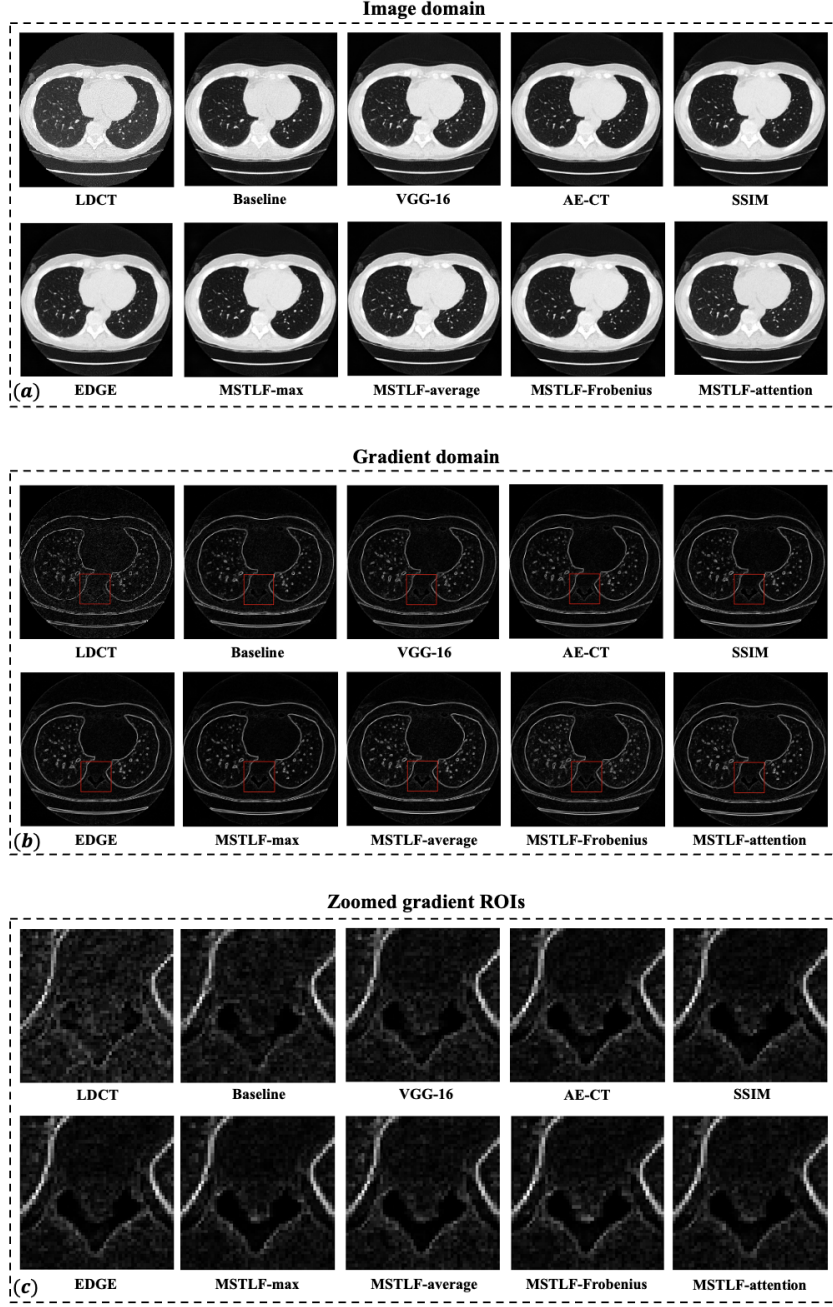 Image domain
LDCT Baseline VGG-16 AE-CT SSIM
EDGE MSTLF-max MSTLF-average MSTLF-Frobenius MSTLF-attention
(a)
Gradient domain
LDCT Baseline VGG-16 AE-CT SSIM
EDGE MSTLF-max MSTLF-average MSTLF-Frobenius MSTLF-attention
(b)
Zoomed gradient ROIs
LDCT Baseline VGG-16 AE-CT SSIM
EDGE MSTLF-max MSTLF-average MSTLF-Frobenius MSTLF-attention
(c)